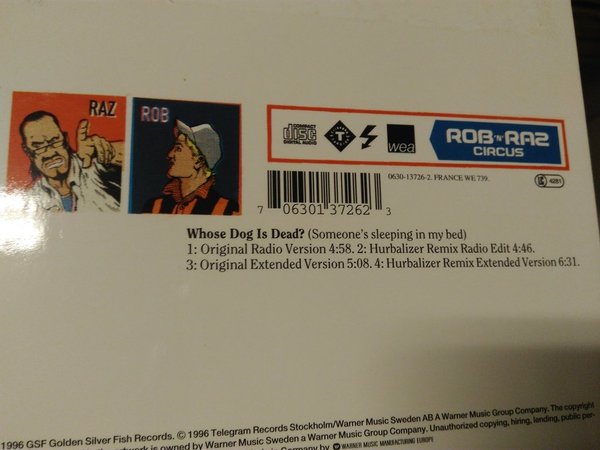 RAZ
ROB
COMPACT
disc
DIGITAL AUDIO
T
wea
ROB 'N' RAZ
CIRCUS
0630-13726-2. FRANCE WE 739.
4281
7 06301 37262 3
Whose Dog Is Dead? (Someone's sleeping in my bed)
1: Original Radio Version 4:58. 2: Hurbalizer Remix Radio Edit 4:46.
3: Original Extended Version 5:08. 4: Hurbalizer Remix Extended Version 6:31.
1996 GSF Golden Silver Fish Records. © 1996 Telegram Records Stockholm/Warner Music Sweden AB A Warner Music Group Company. The copyright
is owned by Warner Music Sweden a Warner Music Group Company. Unauthorized copying, hiring, lending, public per-
Germany by WARNER MUSIC MANUFACTURING EUROPE